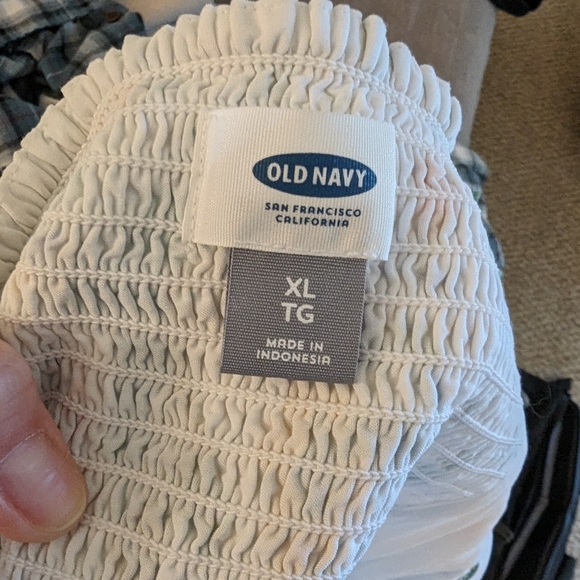 OLD NAVY
SAN FRANCISCO
CALIFORNIA
XL
TG
MADE IN
INDONESIA